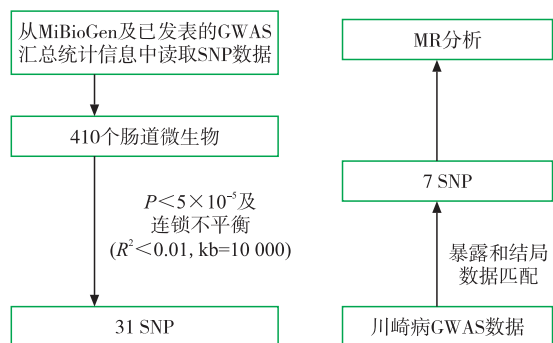 从MiBioGen及已发表的GWAS
汇总统计信息中读取SNP数据
410个肠道微生物
P＜5×10⁻⁵及
连锁不平衡
(R²＜0.01, kb=10 000)
31 SNP
MR分析
7 SNP
暴露和结局
数据匹配
川崎病GWAS数据